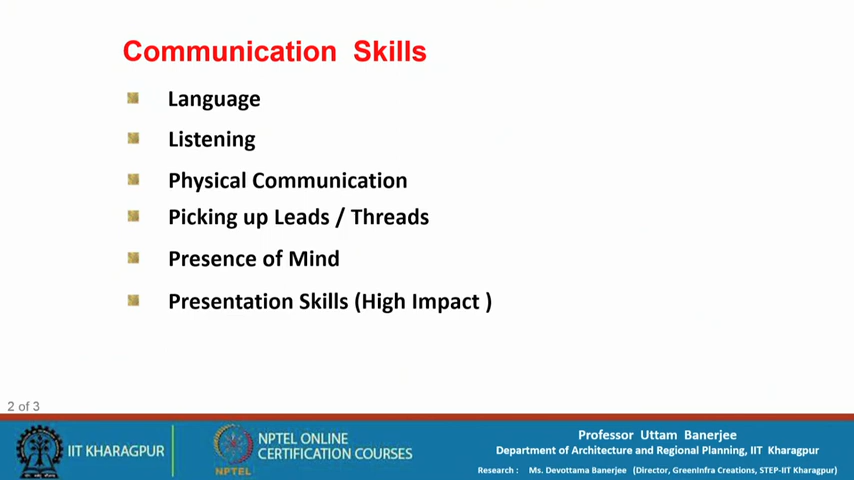 Communication Skills
Language
Listening
Physical Communication
Picking up Leads / Threads
Presence of Mind
Presentation Skills (High Impact )
2 of 3
IIT KHARAGPUR
NPTEL
NPTEL ONLINE
CERTIFICATION COURSES
Professor Uttam Banerjee
Department of Architecture and Regional Planning, IIT Kharagpur
Research : Ms. Devottama Banerjee (Director, GreenInfra Creations, STEP-IIT Kharagpur)